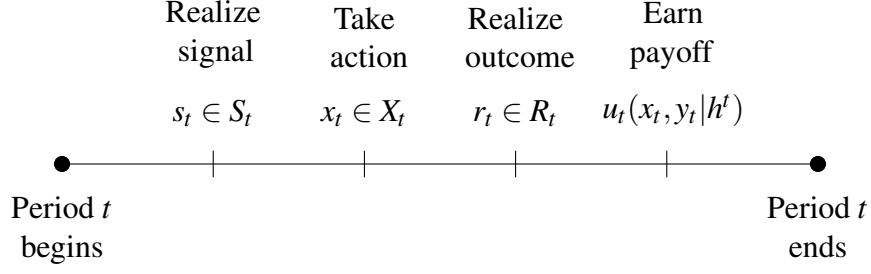 Realize signal
s_t ∈ S_t
Take action
x_t ∈ X_t
Realize outcome
r_t ∈ R_t
Earn payoff
u_t(x_t, y_t|h^t)
Period t begins
Period t ends